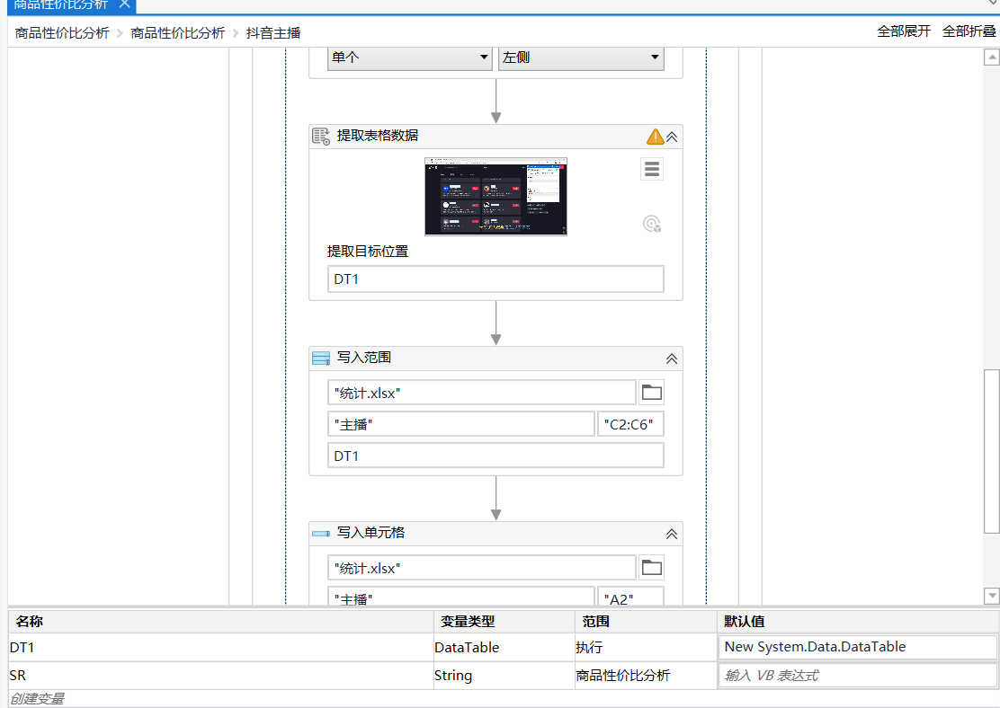 商品性价比分析
商品性价比分析 商品性价比分析 抖音主播 全部展开 全部折叠
单个 左侧
提取表格数据
提取目标位置
DT1
写入范围
"统计.xlsx"
"主播" "C2:C6"
DT1
写入单元格
"统计.xlsx"
"主播" "A2"
名称 变量类型 范围 默认值
DT1 DataTable 执行 New System.Data.DataTable
SR String 商品性价比分析 输入 VB 表达式
创建变量